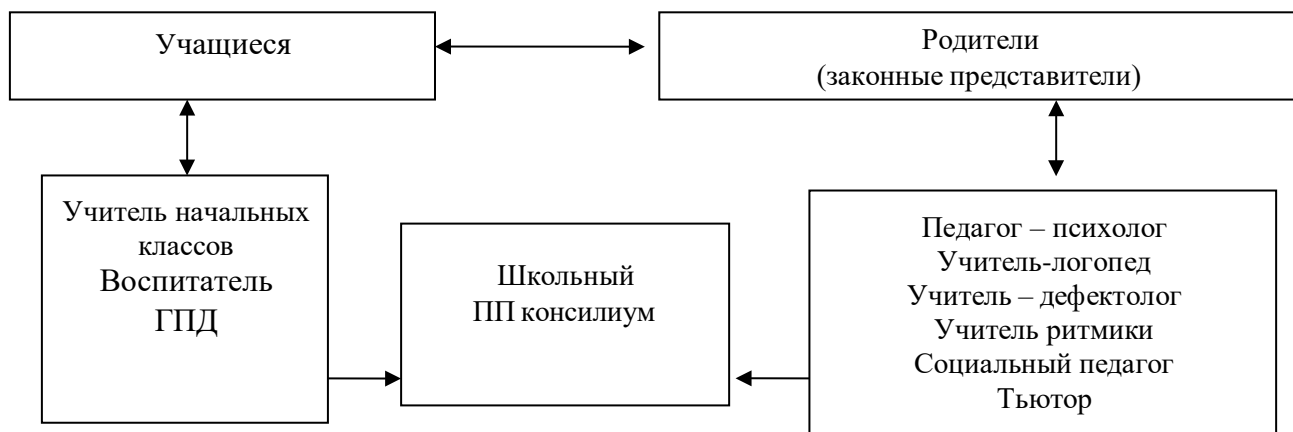 Учащиеся
Родители
(законные представители)
Учитель начальных
классов
Воспитатель
ГПД
Школьный
ПП консилиум
Педагог – психолог
Учитель-логопед
Учитель – дефектолог
Учитель ритмики
Социальный педагог
Тьютор